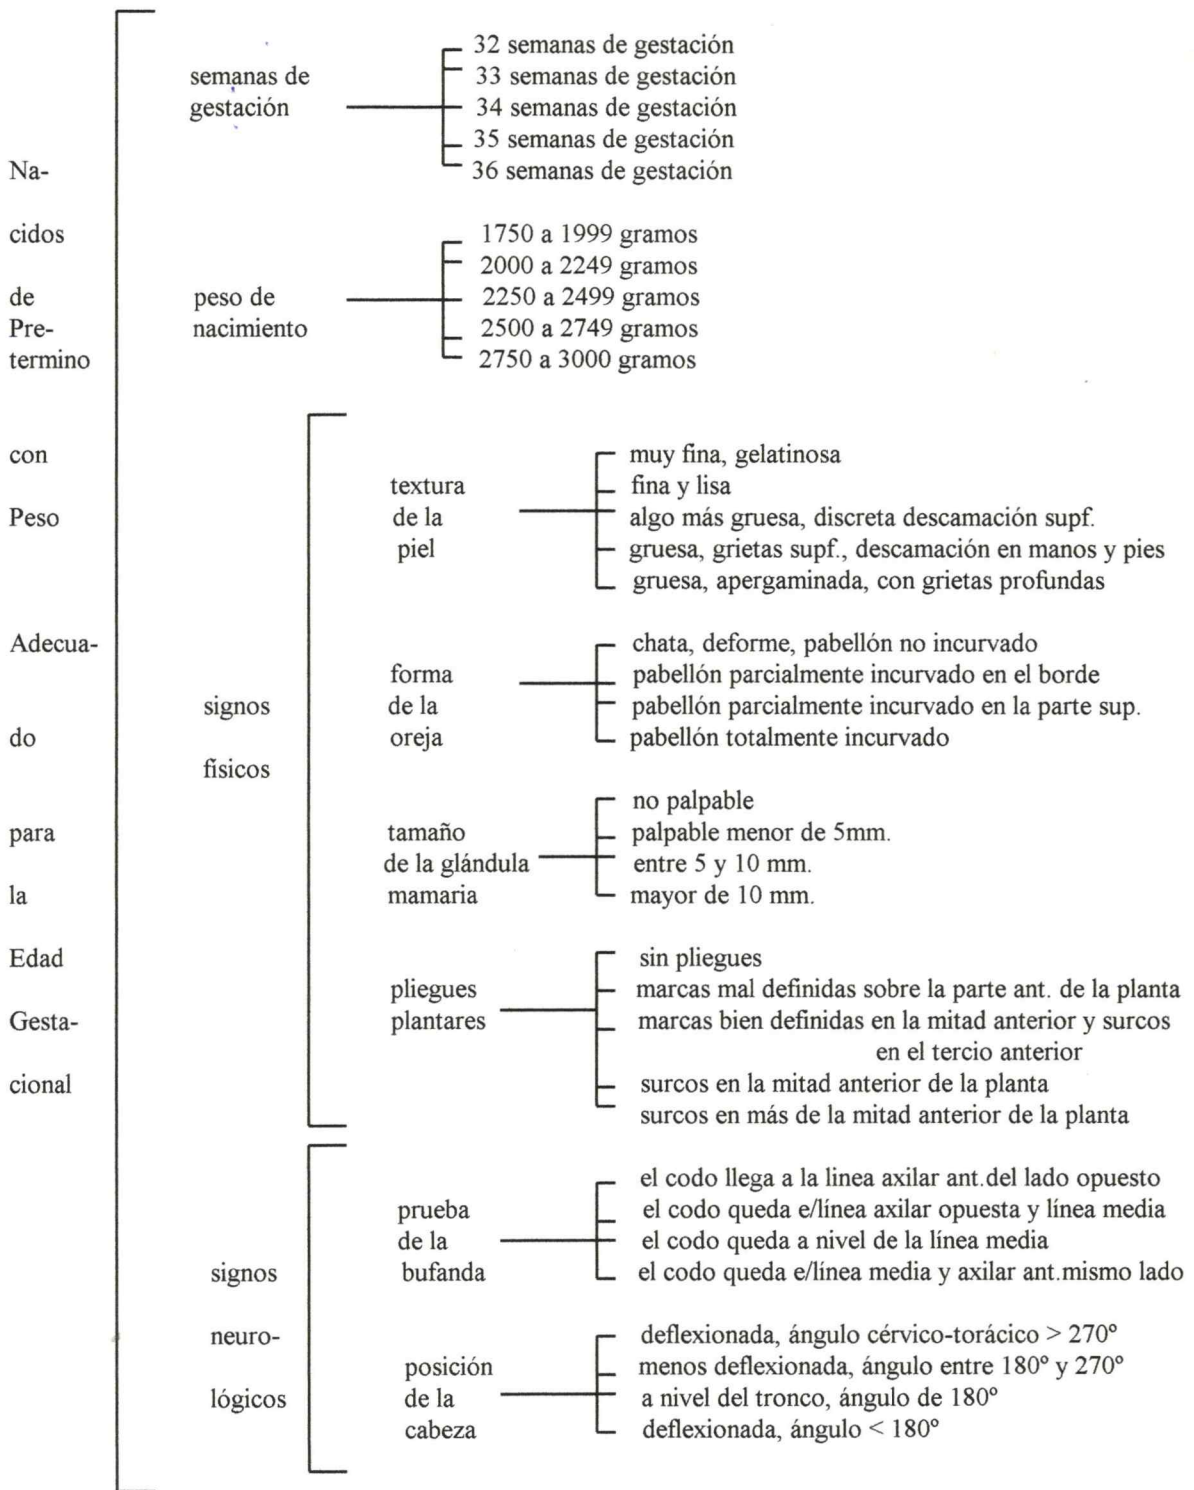 Na-
cidos
de
Pre-
termino
con
Peso
Adecua-
do
para
la
Edad
Gesta-
cional
semanas de
gestación
32 semanas de gestación
33 semanas de gestación
34 semanas de gestación
35 semanas de gestación
36 semanas de gestación
peso de
nacimiento
1750 a 1999 gramos
2000 a 2249 gramos
2250 a 2499 gramos
2500 a 2749 gramos
2750 a 3000 gramos
signos
físicos
textura
de la
piel
muy fina, gelatinosa
fina y lisa
algo más gruesa, discreta descamación supf.
gruesa, grietas supf., descamación en manos y pies
gruesa, apergaminada, con grietas profundas
forma
de la
oreja
chata, deforme, pabellón no incurvado
pabellón parcialmente incurvado en el borde
pabellón parcialmente incurvado en la parte sup.
pabellón totalmente incurvado
tamaño
de la glándula
mamaria
no palpable
palpable menor de 5mm.
entre 5 y 10 mm.
mayor de 10 mm.
pliegues
plantares
sin pliegues
marcas mal definidas sobre la parte ant. de la planta
marcas bien definidas en la mitad anterior y surcos
en el tercio anterior
surcos en la mitad anterior de la planta
surcos en más de la mitad anterior de la planta
signos
neuro-
lógicos
prueba
de la
bufanda
el codo llega a la linea axilar ant.del lado opuesto
el codo queda e/línea axilar opuesta y línea media
el codo queda a nivel de la línea media
el codo queda e/línea media y axilar ant.mismo lado
posición
de la
cabeza
deflexionada, ángulo cérvico-torácico > 270º
menos deflexionada, ángulo entre 180º y 270º
a nivel del tronco, ángulo de 180º
deflexionada, ángulo < 180º